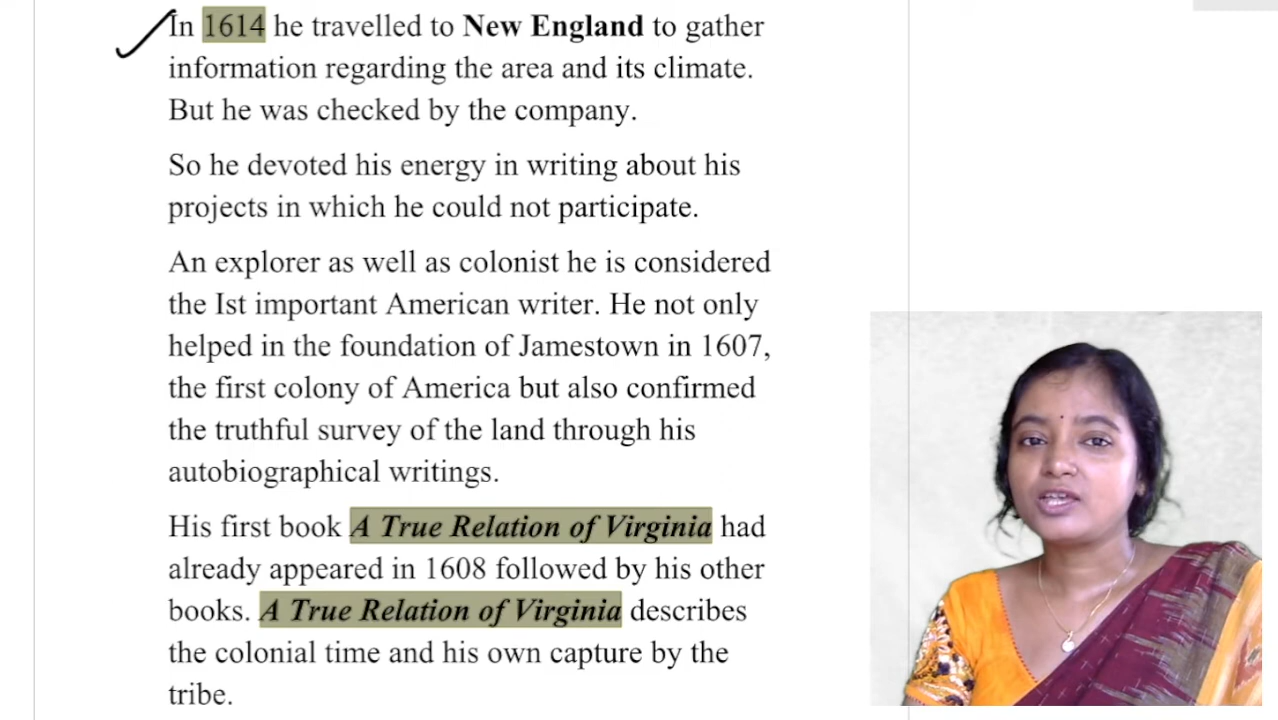 In 1614 he travelled to New England to gather
information regarding the area and its climate.
But he was checked by the company.
So he devoted his energy in writing about his
projects in which he could not participate.
An explorer as well as colonist he is considered
the Ist important American writer. He not only
helped in the foundation of Jamestown in 1607,
the first colony of America but also confirmed
the truthful survey of the land through his
autobiographical writings.
His first book A True Relation of Virginia had
already appeared in 1608 followed by his other
books. A True Relation of Virginia describes
the colonial time and his own capture by the
tribe.